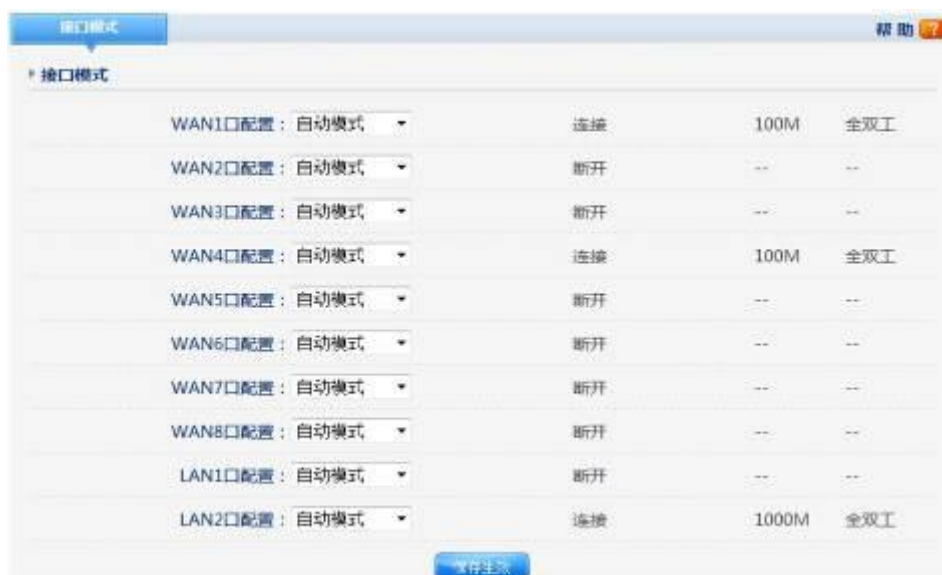 接口模式
帮 助 ?
接口模式
WAN1口配置： 自动模式 连接 100M 全双工
WAN2口配置： 自动模式 断开 -- --
WAN3口配置： 自动模式 断开 -- --
WAN4口配置： 自动模式 连接 100M 全双工
WAN5口配置： 自动模式 断开 -- --
WAN6口配置： 自动模式 断开 -- --
WAN7口配置： 自动模式 断开 -- --
WAN8口配置： 自动模式 断开 -- --
LAN1口配置： 自动模式 断开 -- --
LAN2口配置： 自动模式 连接 1000M 全双工
保存生效